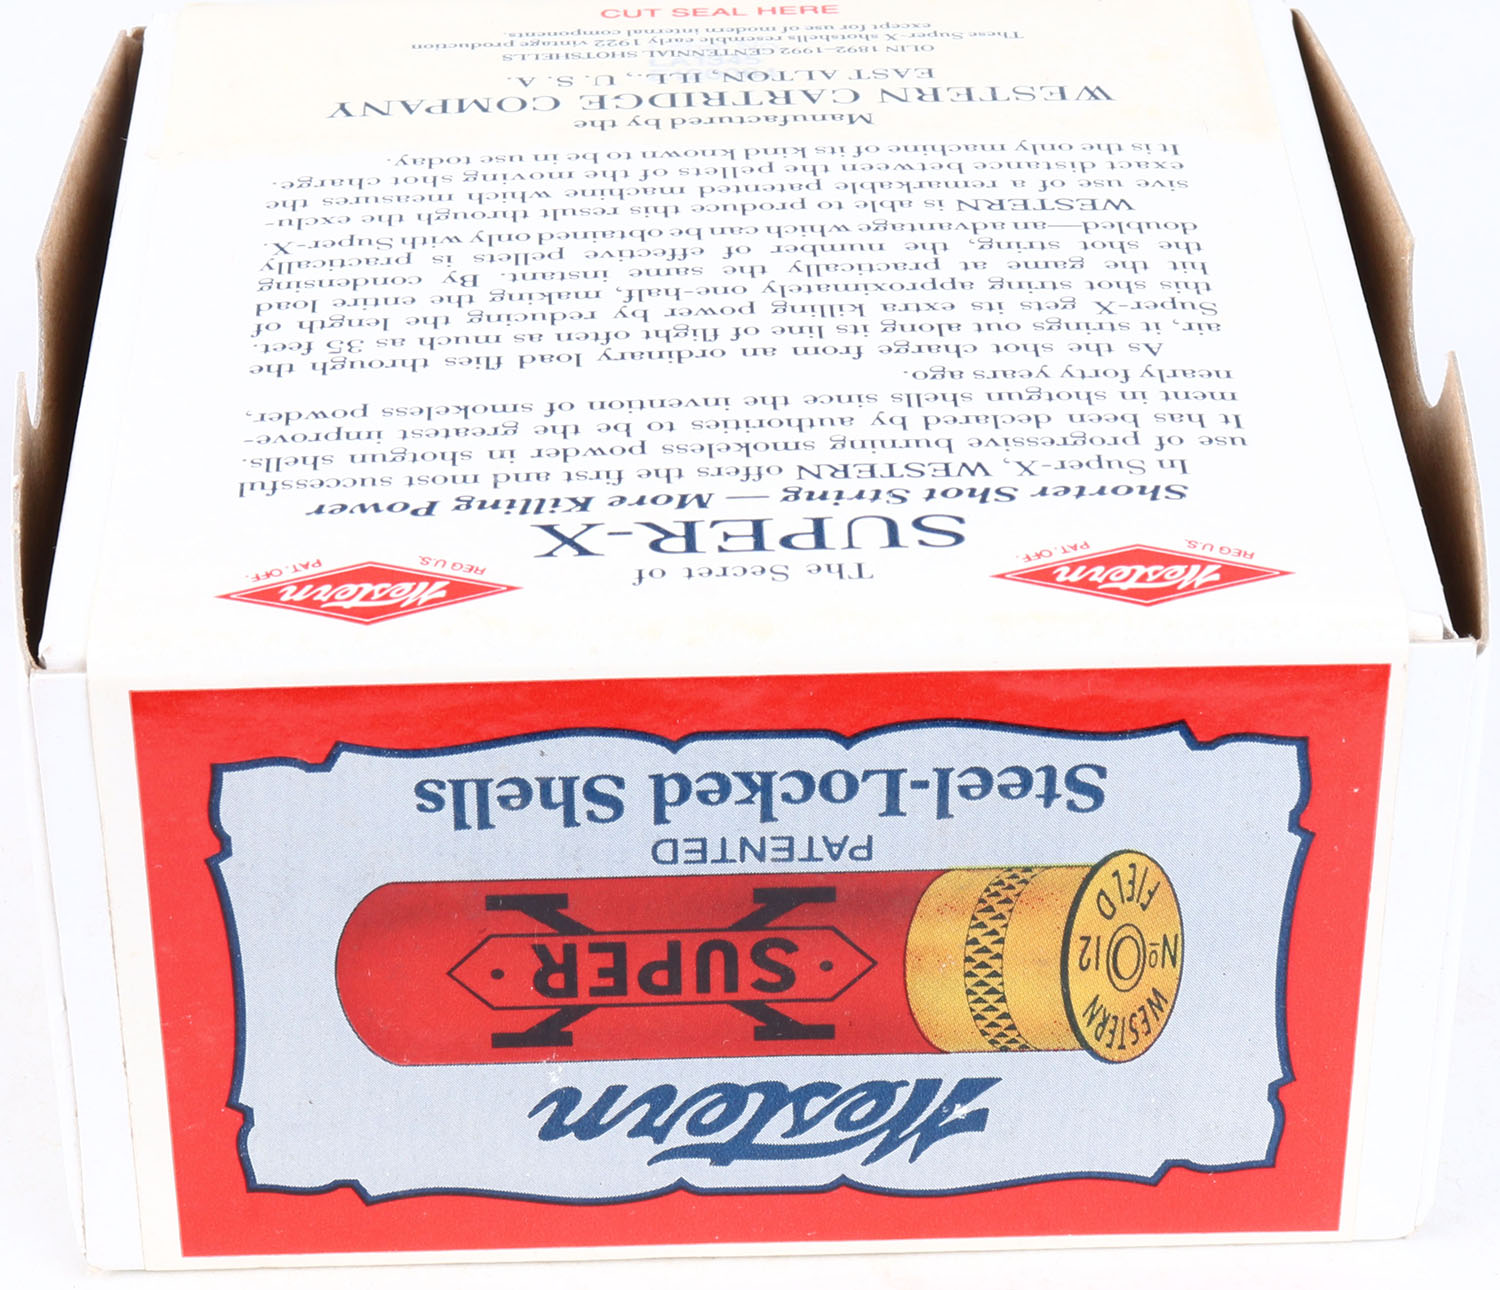 Western
WESTERN
No 12
FIELD
SUPER
X
PATENTED
Steel-Locked Shells
Western
REG U.S. PAT. OFF.
Western
REG U.S. PAT. OFF.
The Secret of
SUPER-X
Shorter Shot String — More Killing Power
In Super-X, WESTERN offers the first and most successful
use of progressive burning smokeless powder in shotgun shells.
It has been declared by authorities to be the greatest improve-
ment in shotgun shells since the invention of smokeless powder,
nearly forty years ago.
As the shot charge from an ordinary load flies through the
air, it strings out along its line of flight often as much as 35 feet.
Super-X gets its extra killing power by reducing the length of
this shot string approximately one-half, making the entire load
hit the game at practically the same instant. By condensing
the shot string, the number of effective pellets is practically
doubled—an advantage which can be obtained only with Super-X.
WESTERN is able to produce this result through the exclu-
sive use of a remarkable patented machine which measures the
exact distance between the pellets of the moving shot charge.
It is the only machine of its kind known to be in use today.
Manufactured by the
WESTERN CARTRIDGE COMPANY
EAST ALTON, ILL., U. S. A.
OLIN 1892-1992 CENTENNIAL SHOTSHELLS
These Super-X shotshells resemble early 1922 vintage production
except for use of modern internal components.
CUT SEAL HERE